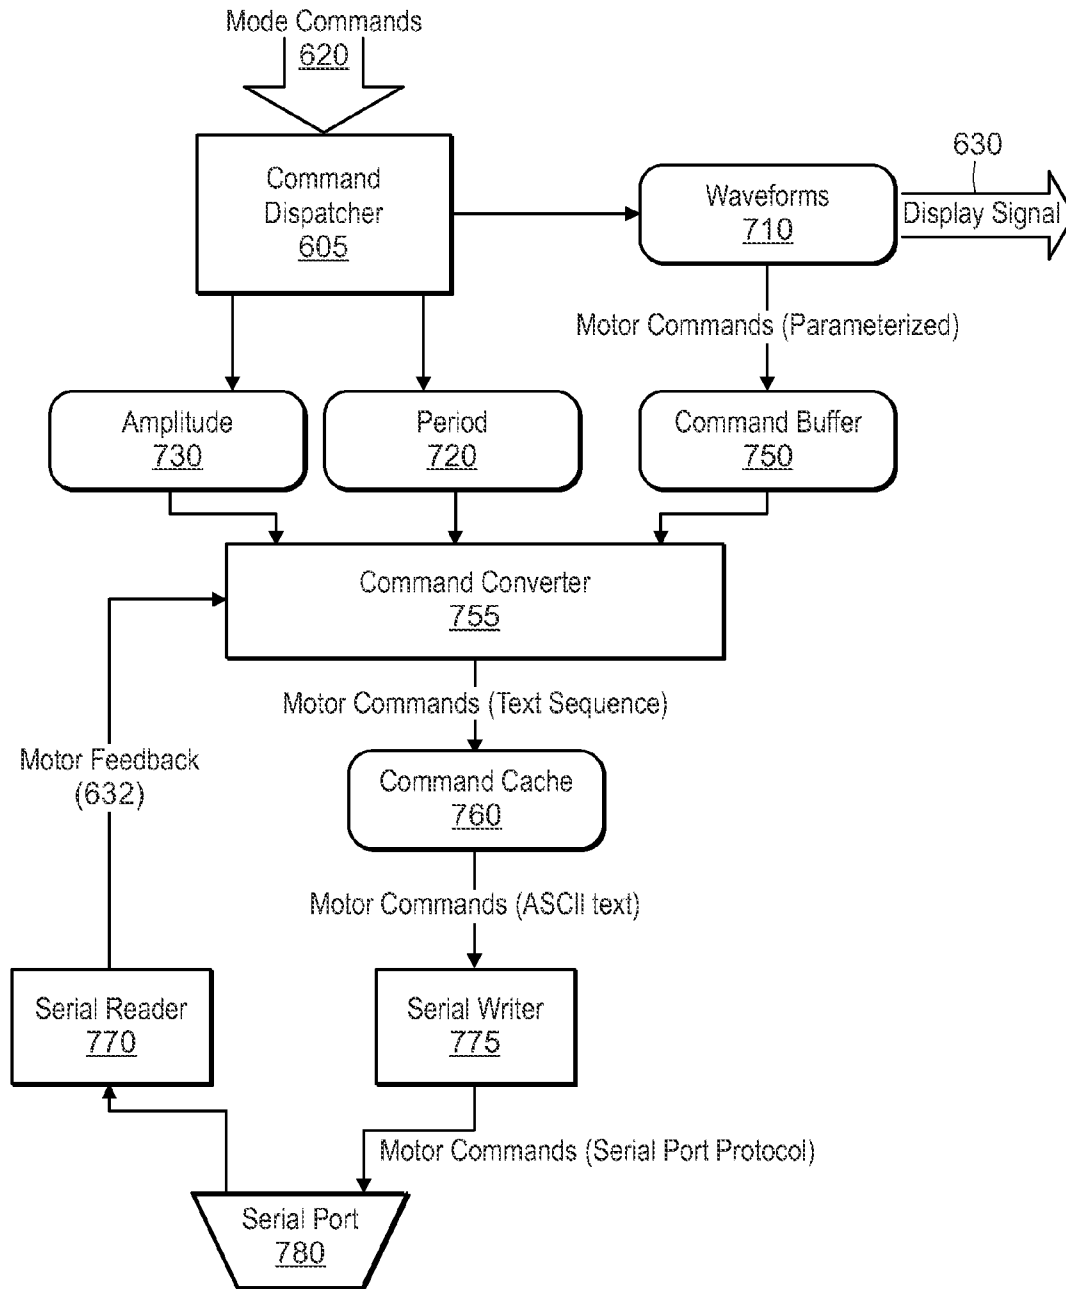 Mode Commands
620
Command
Dispatcher
605
Waveforms
710
630
Display Signal
Motor Commands (Parameterized)
Amplitude
730
Period
720
Command Buffer
750
Command Converter
755
Motor Commands (Text Sequence)
Motor Feedback
(632)
Command Cache
760
Motor Commands (ASCII text)
Serial Reader
770
Serial Writer
775
Motor Commands (Serial Port Protocol)
Serial Port
780